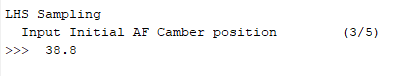 LHS Sampling
Input Initial AF Camber position (3/5)
>>> 38.8